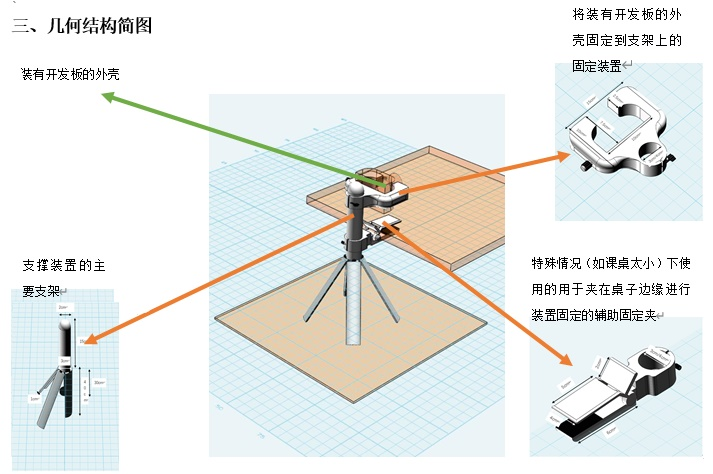 三、几何结构简图
将装有开发板的外
壳固定到支架上的
固定装置
装有开发板的外壳
支撑装置的主
要支架
特殊情况（如课桌太小）下使
用的用于夹在桌子边缘进行
装置固定的辅助固定夹